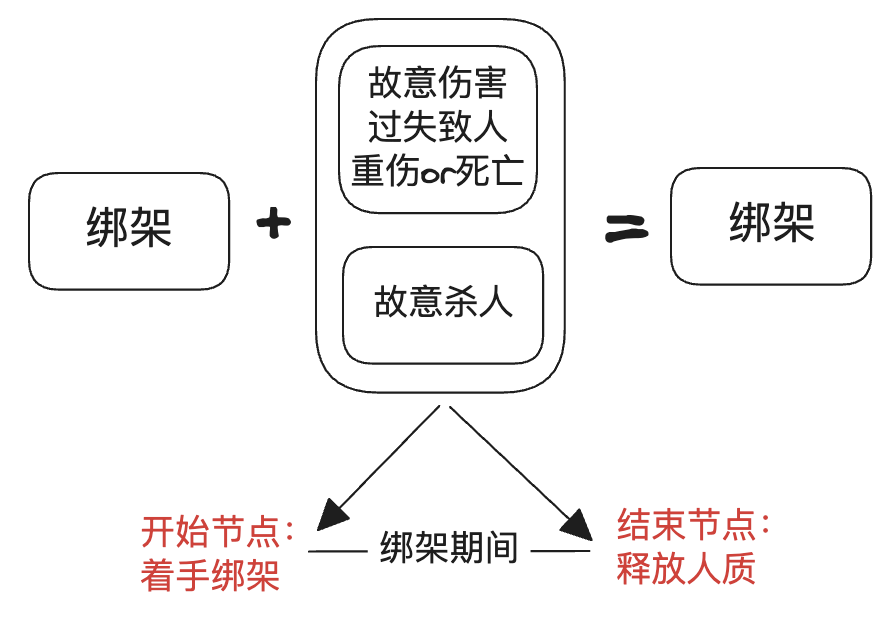 绑架
+
故意伤害
过失致人
重伤or死亡
故意杀人
=
绑架
开始节点：
着手绑架
绑架期间
结束节点：
释放人质